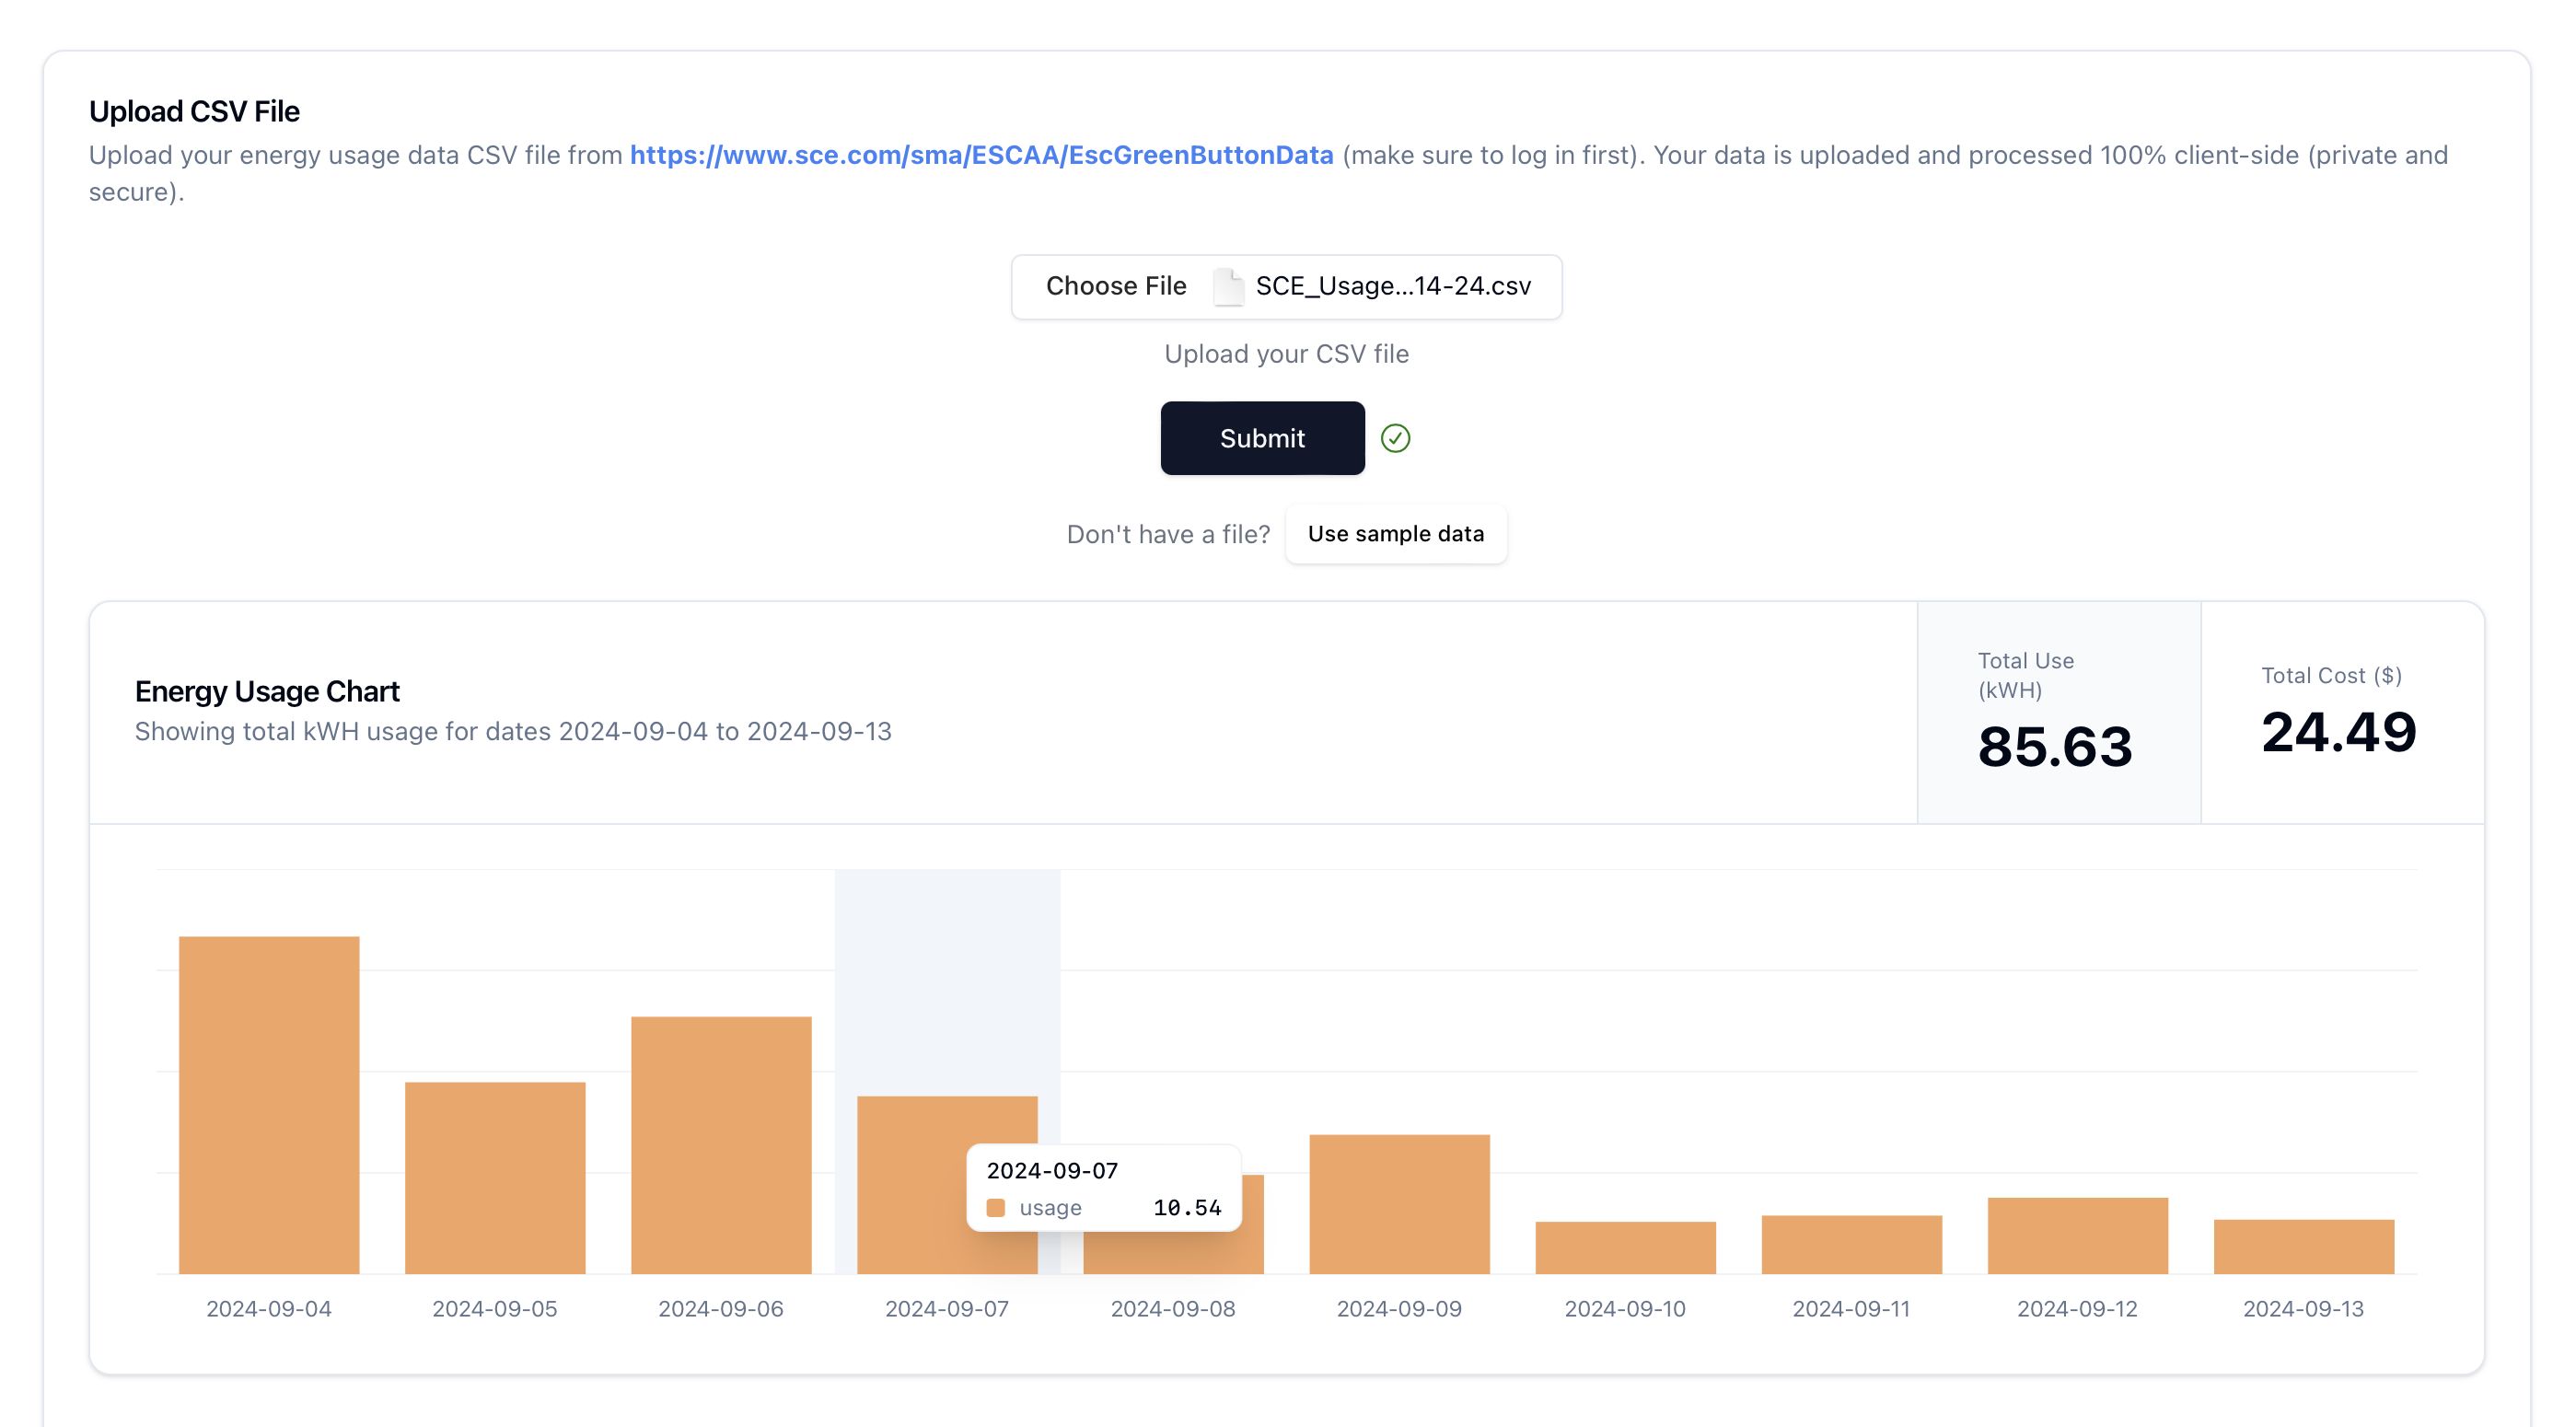 Upload CSV File
Upload your energy usage data CSV file from https://www.sce.com/sma/ESCAA/EscGreenButtonData (make sure to log in first). Your data is uploaded and processed 100% client-side (private and
secure).
Choose File SCE_Usage...14-24.csv
Upload your CSV file
Submit
Don't have a file? Use sample data
Energy Usage Chart
Showing total kWH usage for dates 2024-09-04 to 2024-09-13
Total Use
(kWH)
85.63
Total Cost ($)
24.49
2024-09-07
usage 10.54
2024-09-04 2024-09-05 2024-09-06 2024-09-07 2024-09-08 2024-09-09 2024-09-10 2024-09-11 2024-09-12 2024-09-13